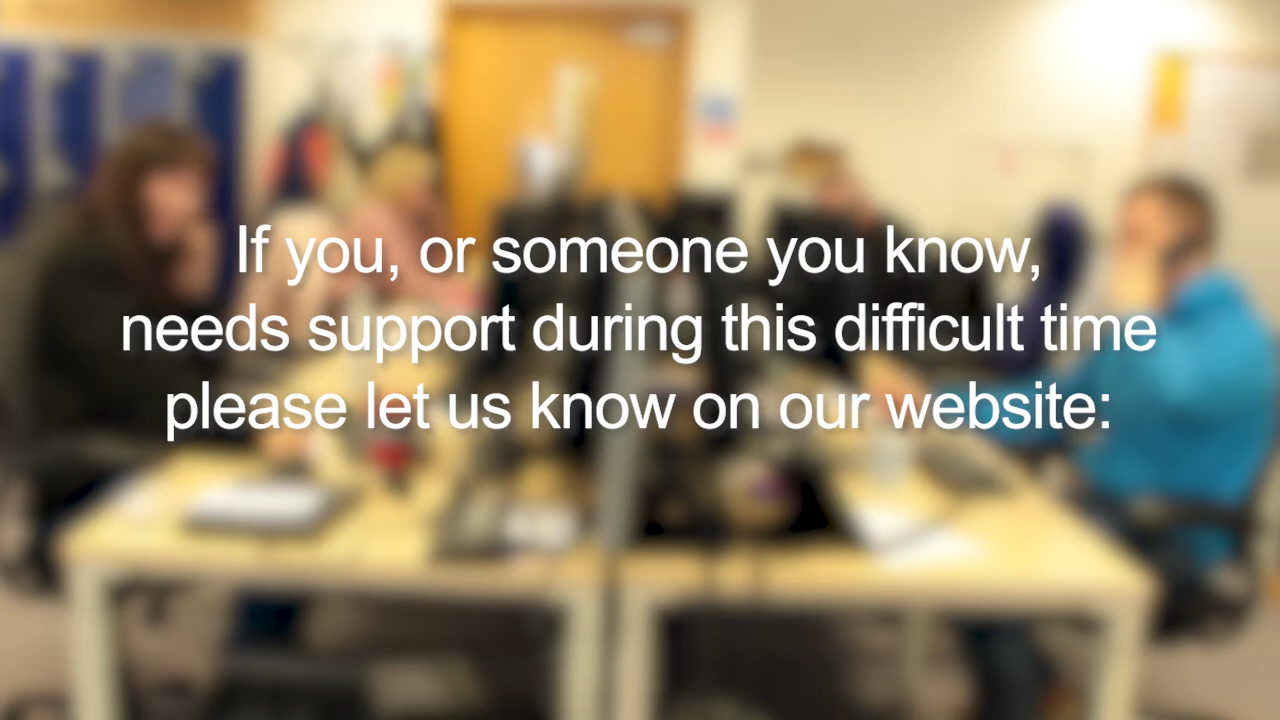 If you, or someone you know,
needs support during this difficult time
please let us know on our website: